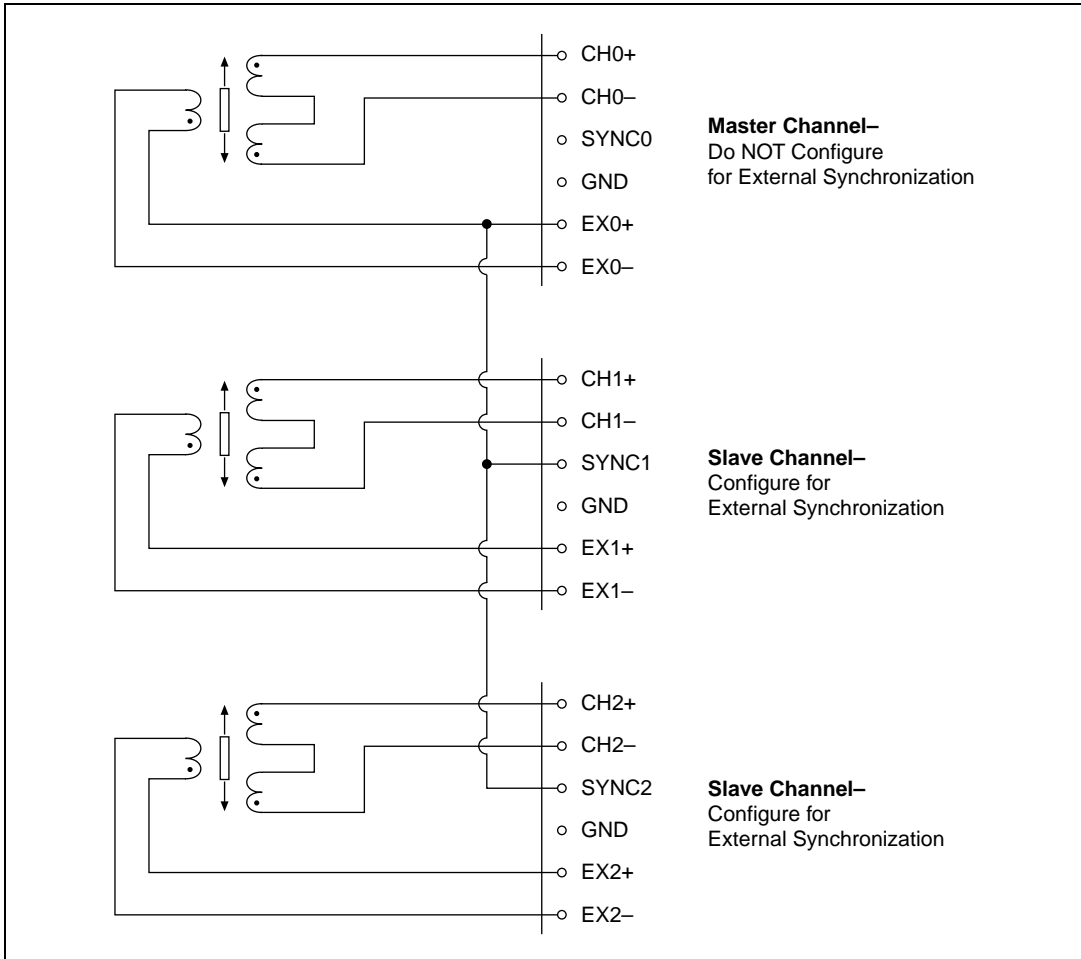 CH0+
CH0–
SYNC0
GND
EX0+
EX0–
Master Channel–
Do NOT Configure
for External Synchronization
CH1+
CH1–
SYNC1
GND
EX1+
EX1–
Slave Channel–
Configure for
External Synchronization
CH2+
CH2–
SYNC2
GND
EX2+
EX2–
Slave Channel–
Configure for
External Synchronization